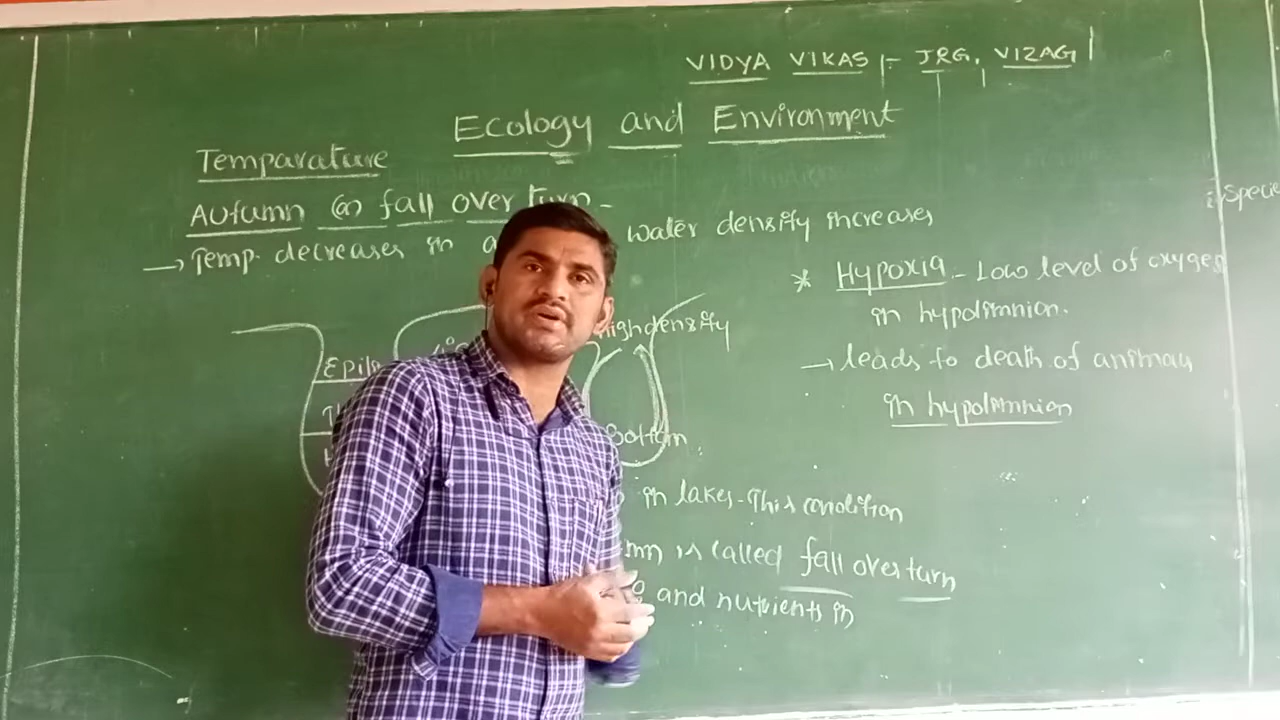 VIDYA VIKAS - JRG, VIZAG
Ecology and Environment
Temparature
Autumn (or) fall over turn -
→ Temp. decreases in a
water density increases
i) Specie
* Hypoxia - Low level of oxygen
in hypolimnion.
→ leads to death of animals
in hypolimnion
Epil
4°C
high density
Bottom
in lakes - This condition
mn is called fall over turn
and nutrients in